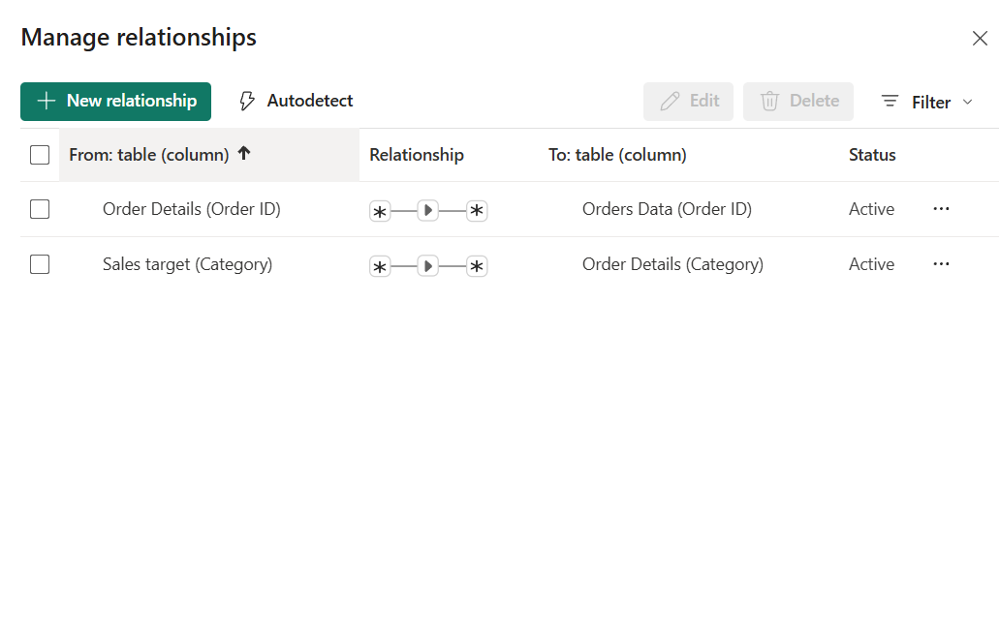 Manage relationships
New relationship Autodetect Edit Delete Filter
From: table (column) Relationship To: table (column) Status
Order Details (Order ID) Orders Data (Order ID) Active
Sales target (Category) Order Details (Category) Active